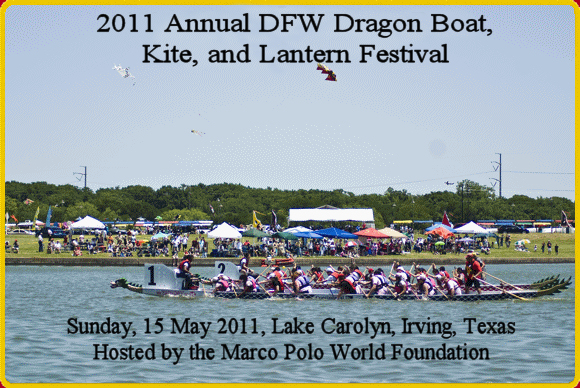 2011 Annual DFW Dragon Boat,
Kite, and Lantern Festival
1 2
Sunday, 15 May 2011, Lake Carolyn, Irving, Texas
Hosted by the Marco Polo World Foundation